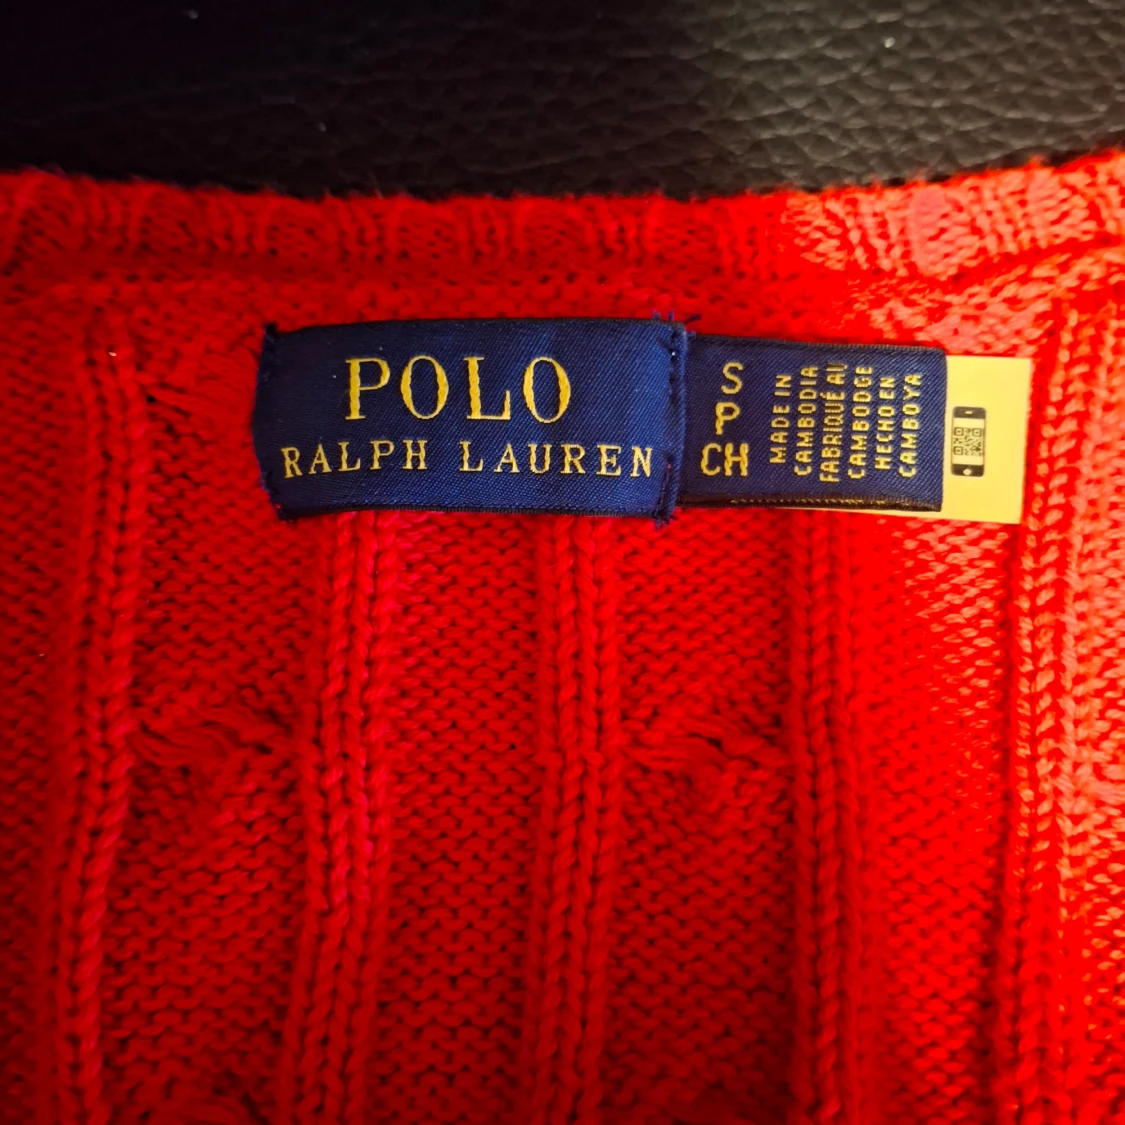 POLO
RALPH LAUREN
S
P
CH
MADE IN
CAMBODIA
FABRIQUÉ AU
CAMBODGE
HECHO EN
CAMBOYA